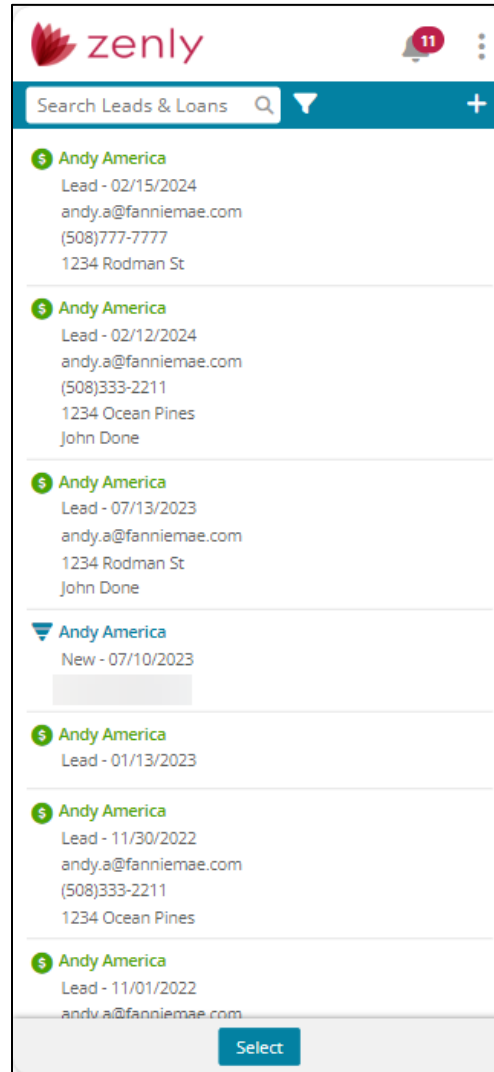 zenly
11
Search Leads & Loans
+
$ Andy America
Lead - 02/15/2024
andy.a@fanniemae.com
(508)777-7777
1234 Rodman St
$ Andy America
Lead - 02/12/2024
andy.a@fanniemae.com
(508)333-2211
1234 Ocean Pines
John Done
$ Andy America
Lead - 07/13/2023
andy.a@fanniemae.com
1234 Rodman St
John Done
Andy America
New - 07/10/2023
$ Andy America
Lead - 01/13/2023
$ Andy America
Lead - 11/30/2022
andy.a@fanniemae.com
(508)333-2211
1234 Ocean Pines
$ Andy America
Lead - 11/01/2022
andy.a@fanniemae.com
Select